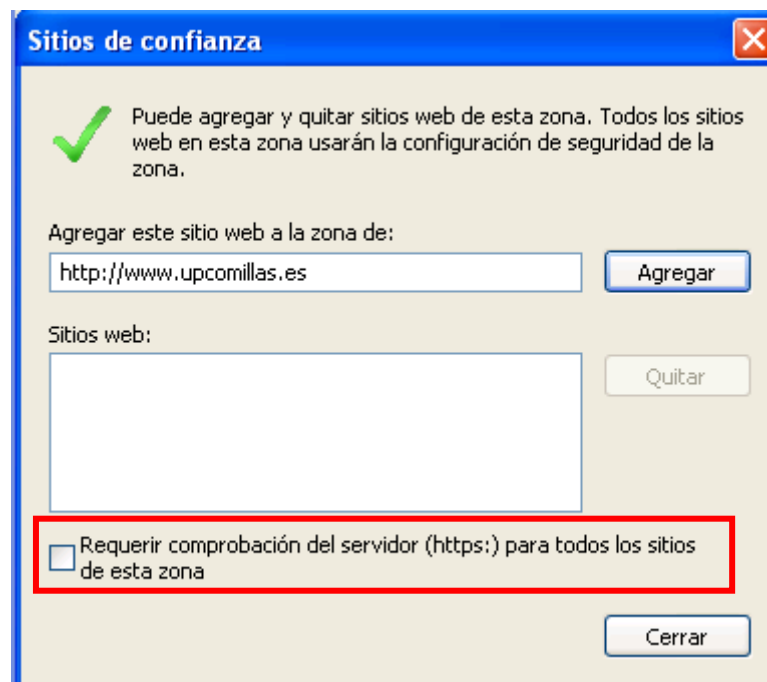 Sitios de confianza
Puede agregar y quitar sitios web de esta zona. Todos los sitios
web en esta zona usarán la configuración de seguridad de la
zona.
Agregar este sitio web a la zona de:
http://www.upcomillas.es
Agregar
Sitios web:
Quitar
Requerir comprobación del servidor (https:) para todos los sitios
de esta zona
Cerrar